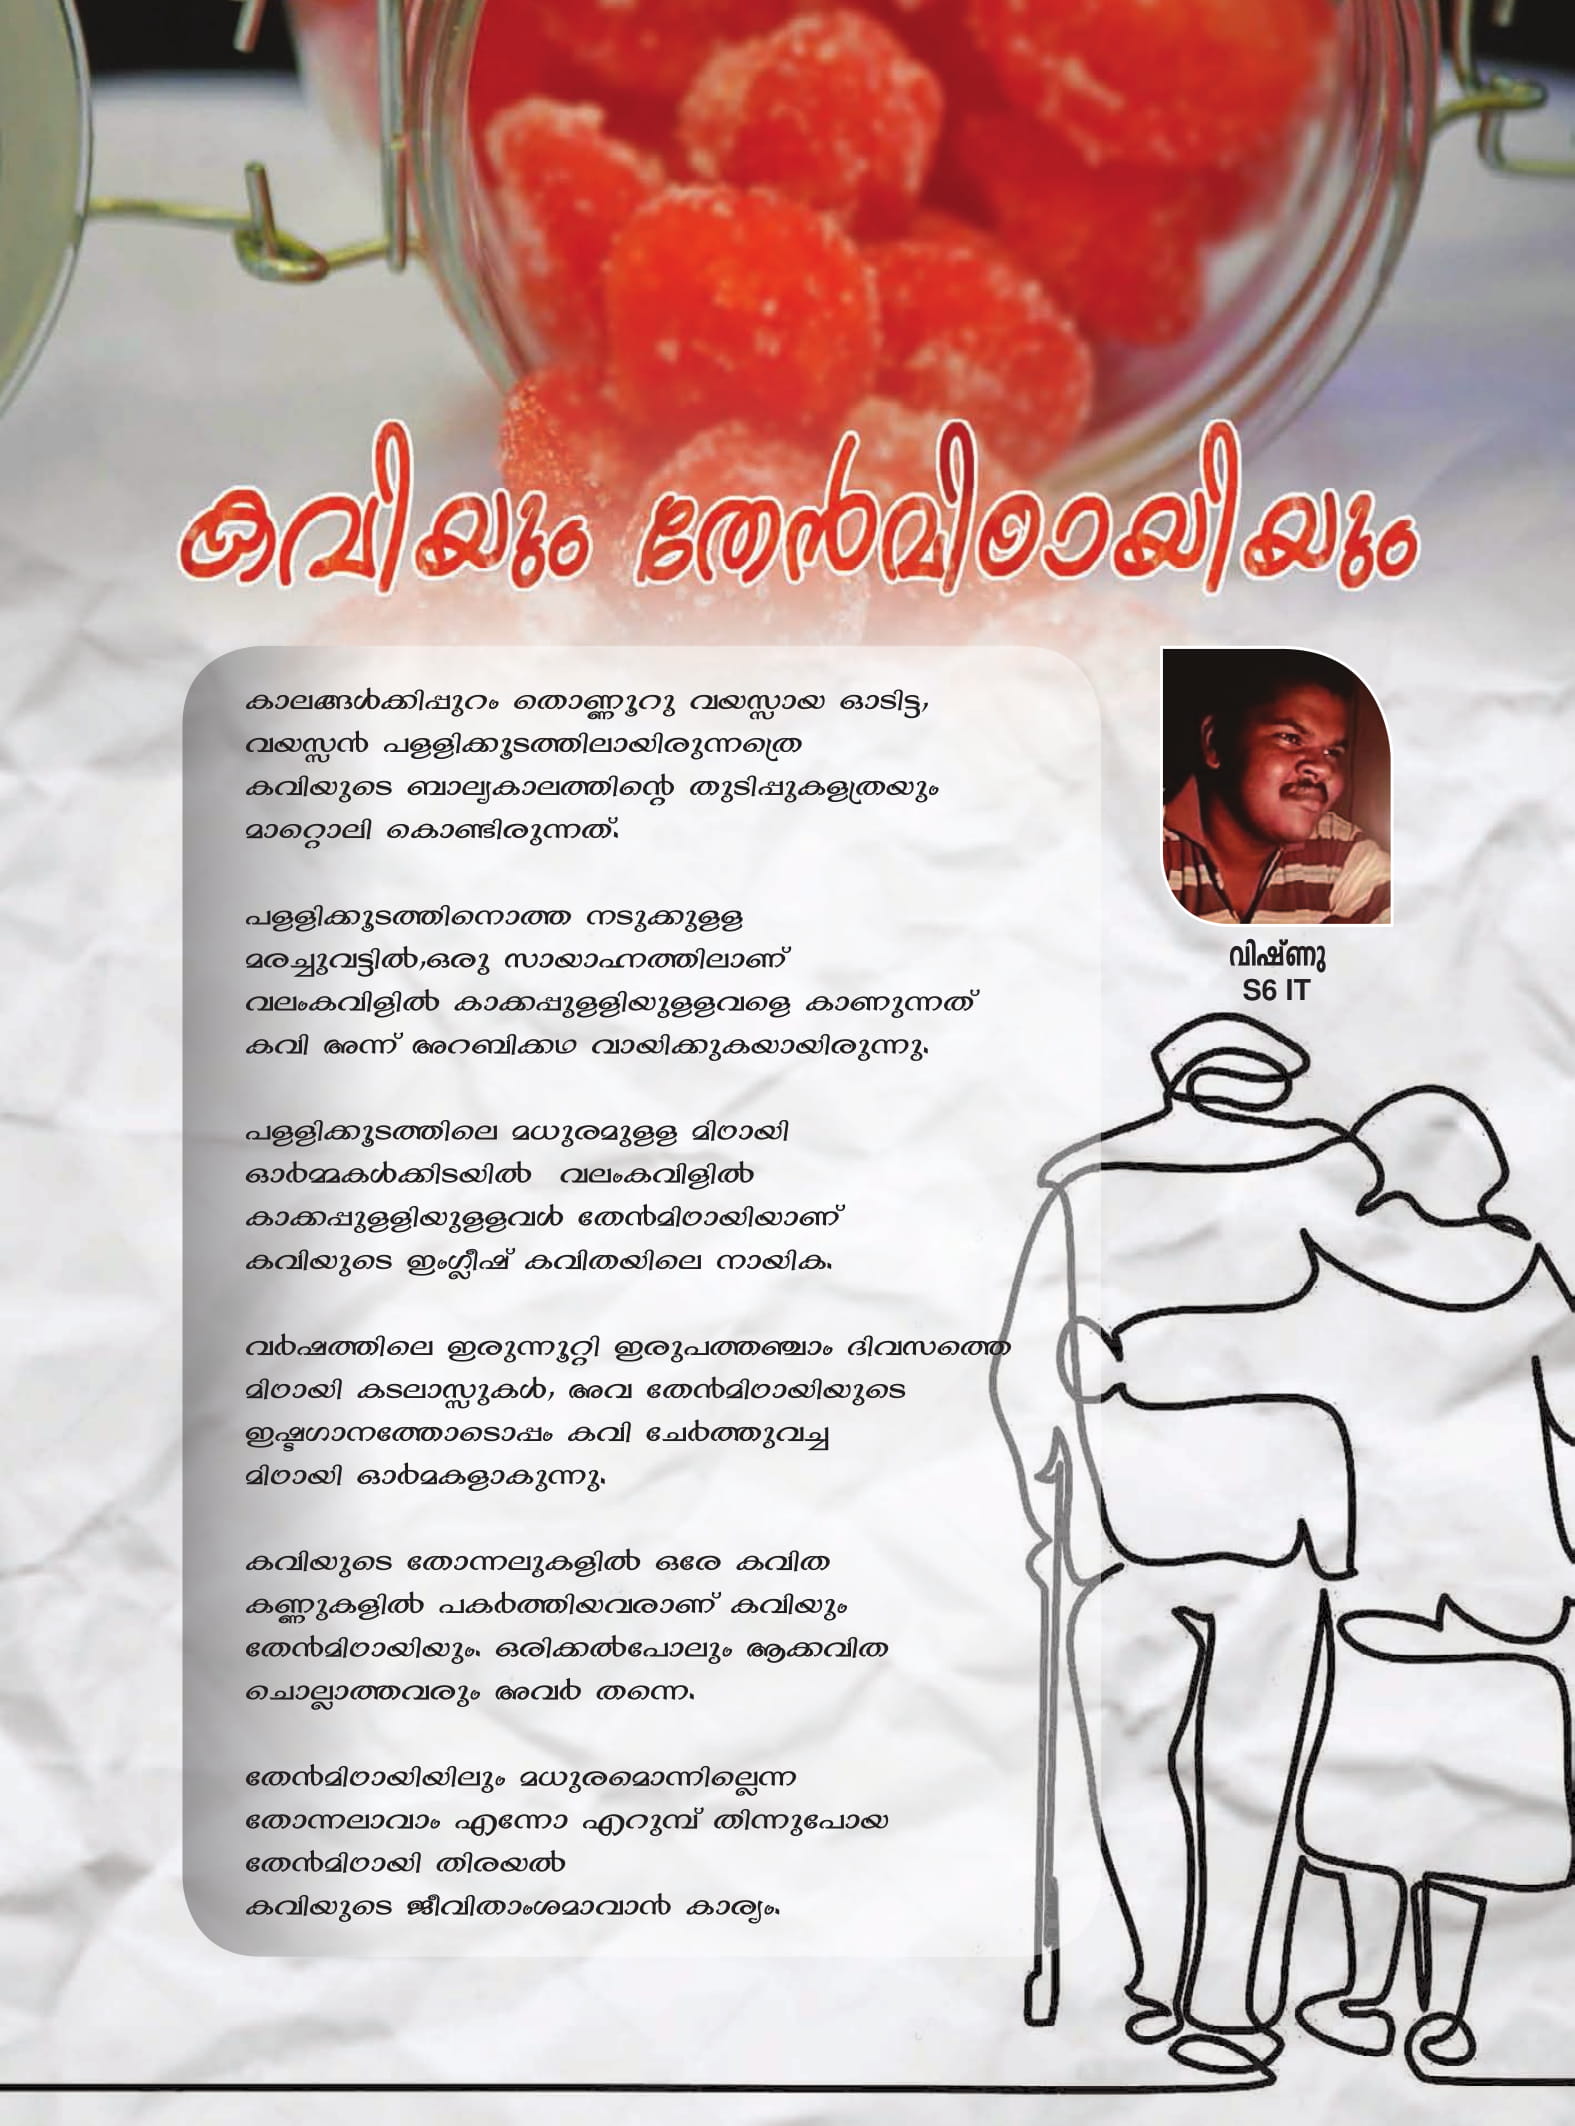 കവിയും തേൻമിഠായിയും
കാലങ്ങൾക്കിപ്പുറം തൊണ്ണൂറു വയസ്സായ ഓടിട്ട,
വയസ്സൻ പള്ളിക്കൂടത്തിലായിരുന്നത്രെ
കവിയുടെ ബാല്യകാലത്തിന്റെ തുടിപ്പുകളത്രയും
മാറ്റൊലി കൊണ്ടിരുന്നത്.
പള്ളിക്കൂടത്തിനൊത്ത നടുക്കുള്ള
മരച്ചുവട്ടിൽ,ഒരു സായാഹ്നത്തിലാണ്
വലംകവിളിൽ കാക്കപ്പുള്ളിയുള്ളവളെ കാണുന്നത്
കവി അന്ന് അറബിക്കഥ വായിക്കുകയായിരുന്നു.
പള്ളിക്കൂടത്തിലെ മധുരമുള്ള മിഠായി
ഓർമ്മകൾക്കിടയിൽ വലംകവിളിൽ
കാക്കപ്പുള്ളിയുള്ളവൾ തേൻമിഠായിയാണ്
കവിയുടെ ഇംഗ്ലീഷ് കവിതയിലെ നായിക.
വർഷത്തിലെ ഇരുന്നൂറ്റി ഇരുപത്തഞ്ചാം ദിവസത്തെ
മിഠായി കടലാസ്സുകൾ, അവ തേൻമിഠായിയുടെ
ഇഷ്ടഗാനത്തോടൊപ്പം കവി ചേർത്തുവച്ച
മിഠായി ഓർമകളാകുന്നു.
കവിയുടെ തോന്നലുകളിൽ ഒരേ കവിത
കണ്ണുകളിൽ പകർത്തിയവരാണ് കവിയും
തേൻമിഠായിയും. ഒരിക്കൽപോലും ആക്കവിത
ചൊല്ലാത്തവരും അവർ തന്നെ.
തേൻമിഠായിയിലും മധുരമൊന്നില്ലെന്ന
തോന്നലാവാം എന്നോ എറുമ്പ് തിന്നുപോയ
തേൻമിഠായി തിരയൽ
കവിയുടെ ജീവിതാംശമാവാൻ കാര്യം.
വിഷ്ണു
S6 IT